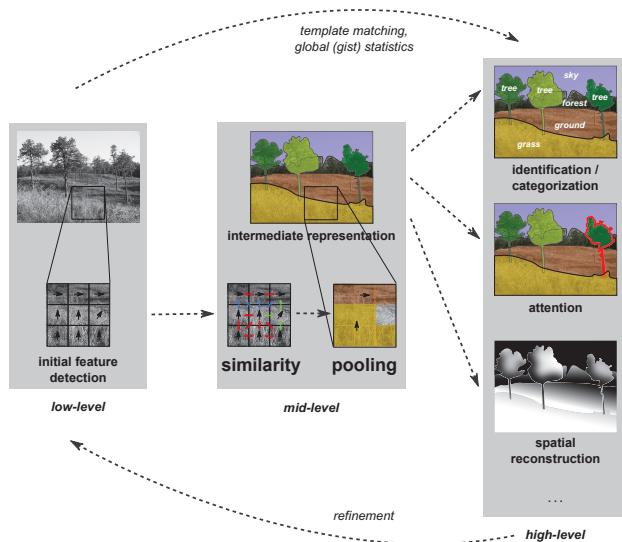 template matching,
global (gist) statistics
initial feature
detection
low-level
intermediate representation
similarity
pooling
mid-level
sky
tree
tree
tree
forest
ground
grass
identification /
categorization
attention
spatial
reconstruction
...
high-level
refinement